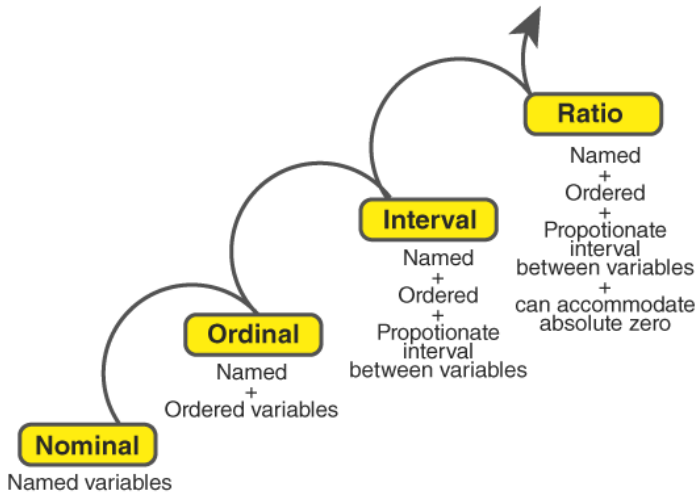 Ratio
Named
+
Ordered
+
Propotionate
interval
between variables
+
can accommodate
absolute zero
Interval
Named
+
Ordered
+
Propotionate
interval
between variables
Ordinal
Named
+
Ordered variables
Nominal
Named variables